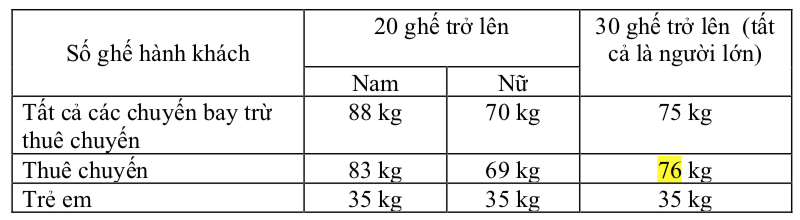 Số ghế hành khách
20 ghế trở lên
30 ghế trở lên (tất
cả là người lớn)
Nam
Nữ
Tất cả các chuyến bay trừ
thuê chuyến
88 kg
70 kg
75 kg
Thuê chuyến
83 kg
69 kg
76 kg
Trẻ em
35 kg
35 kg
35 kg